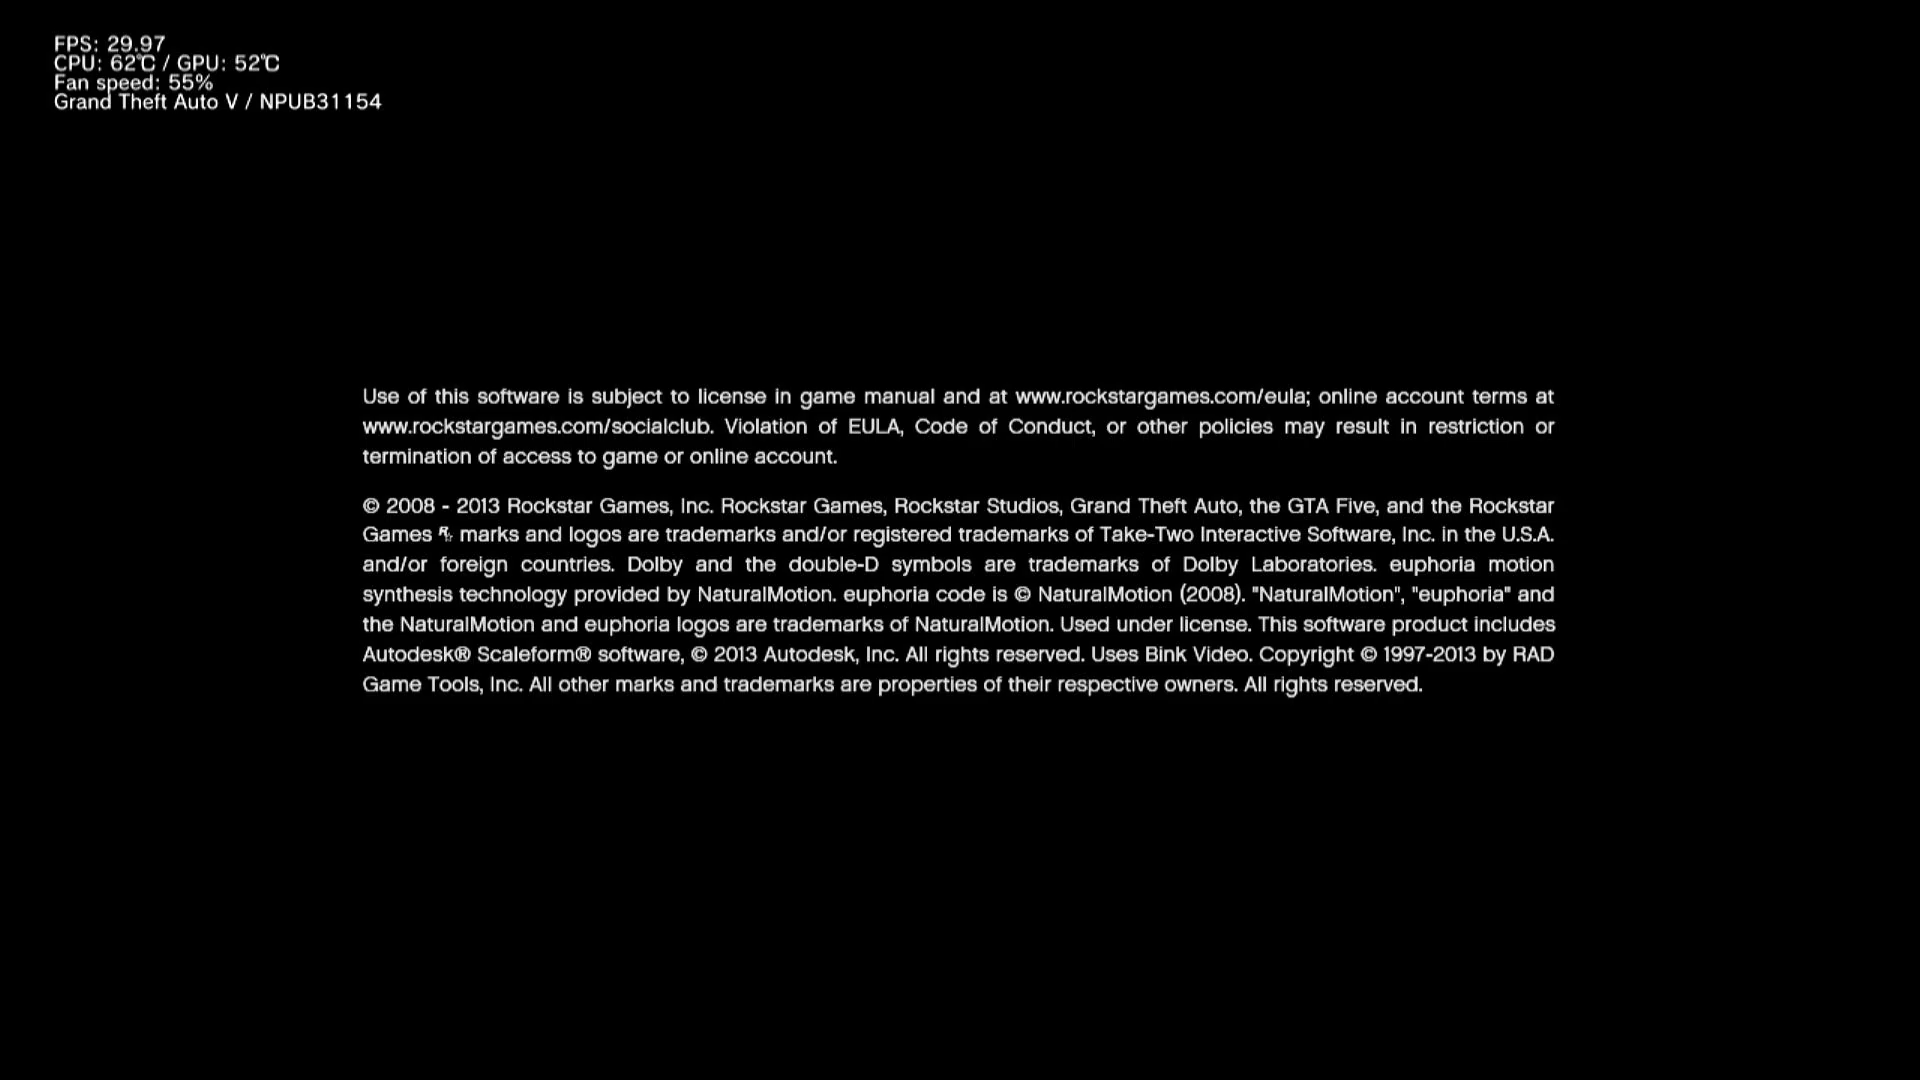 FPS: 29.97
CPU: 62℃ / GPU: 52℃
Fan speed: 55%
Grand Theft Auto V / NPUB31154
Use of this software is subject to license in game manual and at www.rockstargames.com/eula; online account terms at
www.rockstargames.com/socialclub. Violation of EULA, Code of Conduct, or other policies may result in restriction or
termination of access to game or online account.
© 2008 - 2013 Rockstar Games, Inc. Rockstar Games, Rockstar Studios, Grand Theft Auto, the GTA Five, and the Rockstar
Games R* marks and logos are trademarks and/or registered trademarks of Take-Two Interactive Software, Inc. in the U.S.A.
and/or foreign countries. Dolby and the double-D symbols are trademarks of Dolby Laboratories. euphoria motion
synthesis technology provided by NaturalMotion. euphoria code is © NaturalMotion (2008). "NaturalMotion", "euphoria" and
the NaturalMotion and euphoria logos are trademarks of NaturalMotion. Used under license. This software product includes
Autodesk® Scaleform® software, © 2013 Autodesk, Inc. All rights reserved. Uses Bink Video. Copyright © 1997-2013 by RAD
Game Tools, Inc. All other marks and trademarks are properties of their respective owners. All rights reserved.